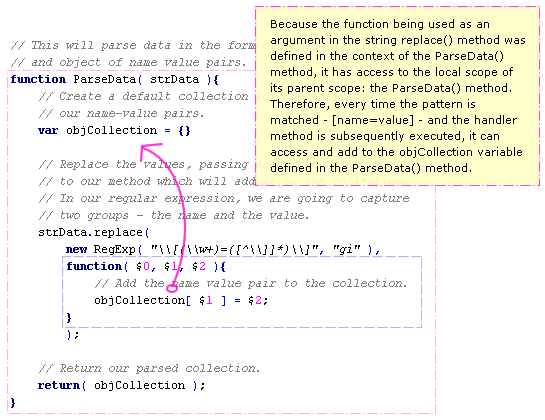 Because the function being used as an
argument in the string replace() method was
defined in the context of the ParseData()
method, it has access to the local scope of
its parent scope: the ParseData() method.
Therefore, every time the pattern is
matched - [name=value] - and the handler
method is subsequently executed, it can
access and add to the objCollection variable
defined in the ParseData() method.
// This will parse data in the form
and object of name value pairs.
function ParseData( strData ){
// Create a default collection
// our name-value pairs.
var objCollection = {}
// Replace the values, passing
// to our method which will add
// In our regular expression, we are going to capture
// two groups - the name and the value.
strData.replace(
new RegExp( "\\[(\\w+)=([^\\]]*)\\]", "gi" ),
function( $0, $1, $2 ){
// Add the name value pair to the collection.
objCollection[ $1 ] = $2;
}
);
// Return our parsed collection.
return( objCollection );
}